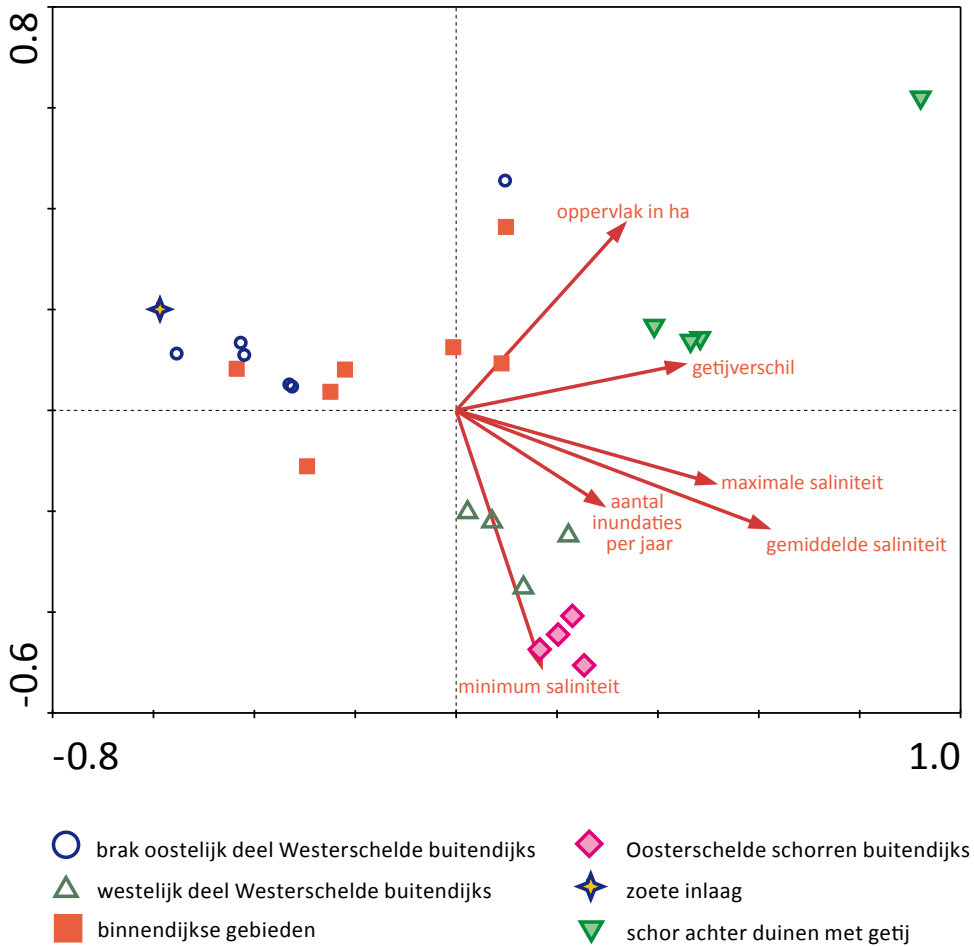 0.8
oppervlak in ha
getijverschil
maximale saliniteit
aantal
inundaties
per jaar
gemiddelde saliniteit
minimum saliniteit
-0.6
-0.8
1.0
brak oostelijk deel Westerschelde buitendijks
westelijk deel Westerschelde buitendijks
binnendijkse gebieden
Oosterschelde schorren buitendijks
zoete inlaag
schor achter duinen met getij